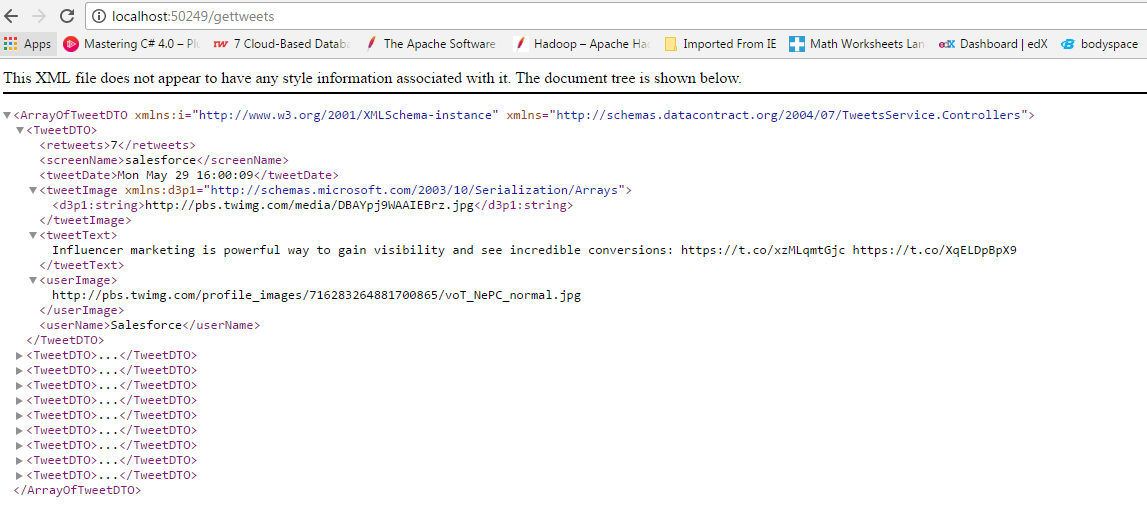 localhost:50249/gettweets
Apps Mastering C# 4.0 – Plu 7 Cloud-Based Databa The Apache Software Hadoop – Apache Had Imported From IE Math Worksheets Lan Dashboard | edX bodyspace
This XML file does not appear to have any style information associated with it. The document tree is shown below.
<ArrayOfTweetDTO xmlns:i="http://www.w3.org/2001/XMLSchema-instance" xmlns="http://schemas.datacontract.org/2004/07/TweetsService.Controllers">
<TweetDTO>
<retweets>7</retweets>
<screenName>salesforce</screenName>
<tweetDate>Mon May 29 16:00:09</tweetDate>
<tweetImage xmlns:d3p1="http://schemas.microsoft.com/2003/10/Serialization/Arrays">
<d3p1:string>http://pbs.twimg.com/media/DBAYpj9WAAIEBrz.jpg</d3p1:string>
</tweetImage>
<tweetText>
Influencer marketing is powerful way to gain visibility and see incredible conversions: https://t.co/xzMLqmtGjc https://t.co/XqELDpBpX9
</tweetText>
<userImage>
http://pbs.twimg.com/profile_images/716283264881700865/voT_NePC_normal.jpg
</userImage>
<userName>Salesforce</userName>
</TweetDTO>
<TweetDTO>...</TweetDTO>
<TweetDTO>...</TweetDTO>
<TweetDTO>...</TweetDTO>
<TweetDTO>...</TweetDTO>
<TweetDTO>...</TweetDTO>
<TweetDTO>...</TweetDTO>
<TweetDTO>...</TweetDTO>
<TweetDTO>...</TweetDTO>
<TweetDTO>...</TweetDTO>
</ArrayOfTweetDTO>